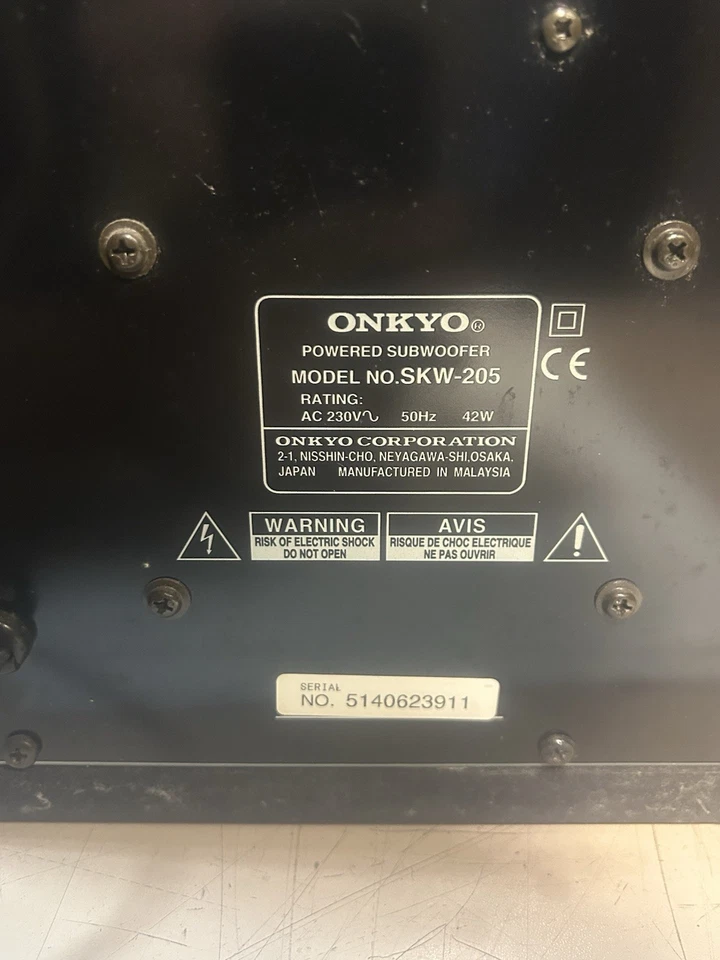 ONKYO®
POWERED SUBWOOFER
MODEL NO.SKW-205
RATING:
AC 230V∿ 50Hz 42W
CE
ONKYO CORPORATION
2-1, NISSHIN-CHO, NEYAGAWA-SHI,OSAKA,
JAPAN MANUFACTURED IN MALAYSIA
WARNING
RISK OF ELECTRIC SHOCK
DO NOT OPEN
AVIS
RISQUE DE CHOC ELECTRIQUE
NE PAS OUVRIR
SERIAL
NO. 5140623911